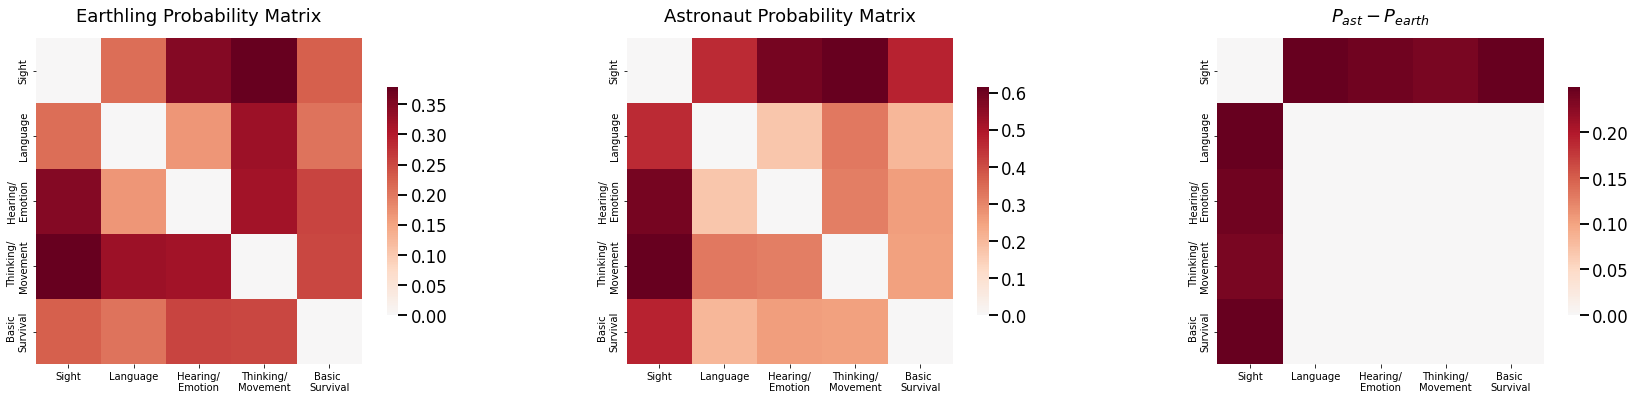 Earthling Probability Matrix
Sight
Language
Hearing/
Emotion
Thinking/
Movement
Basic
Survival
Sight
Language
Hearing/
Emotion
Thinking/
Movement
Basic
Survival
0.35
0.30
0.25
0.20
0.15
0.10
0.05
0.00
Astronaut Probability Matrix
Sight
Language
Hearing/
Emotion
Thinking/
Movement
Basic
Survival
Sight
Language
Hearing/
Emotion
Thinking/
Movement
Basic
Survival
0.6
0.5
0.4
0.3
0.2
0.1
0.0
P_ast − P_earth
Sight
Language
Hearing/
Emotion
Thinking/
Movement
Basic
Survival
Sight
Language
Hearing/
Emotion
Thinking/
Movement
Basic
Survival
0.20
0.15
0.10
0.05
0.00